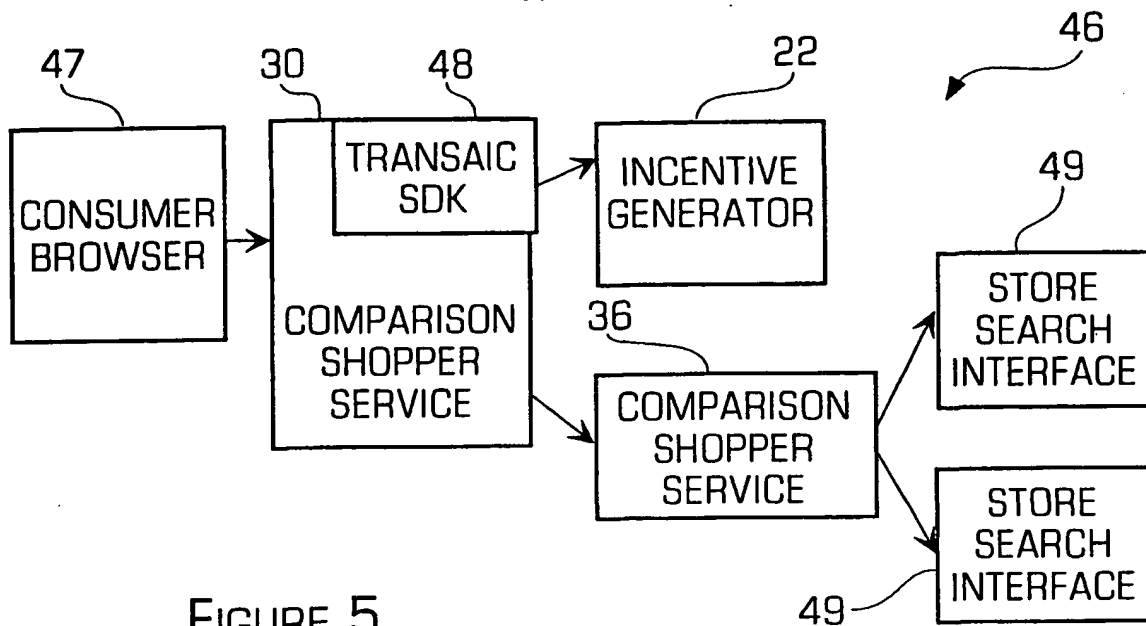 46
47
30
48
22
CONSUMER
BROWSER
TRANSAIC
SDK
COMPARISON
SHOPPER
SERVICE
INCENTIVE
GENERATOR
36
COMPARISON
SHOPPER
SERVICE
49
STORE
SEARCH
INTERFACE
STORE
SEARCH
INTERFACE
49
FIGURE 5